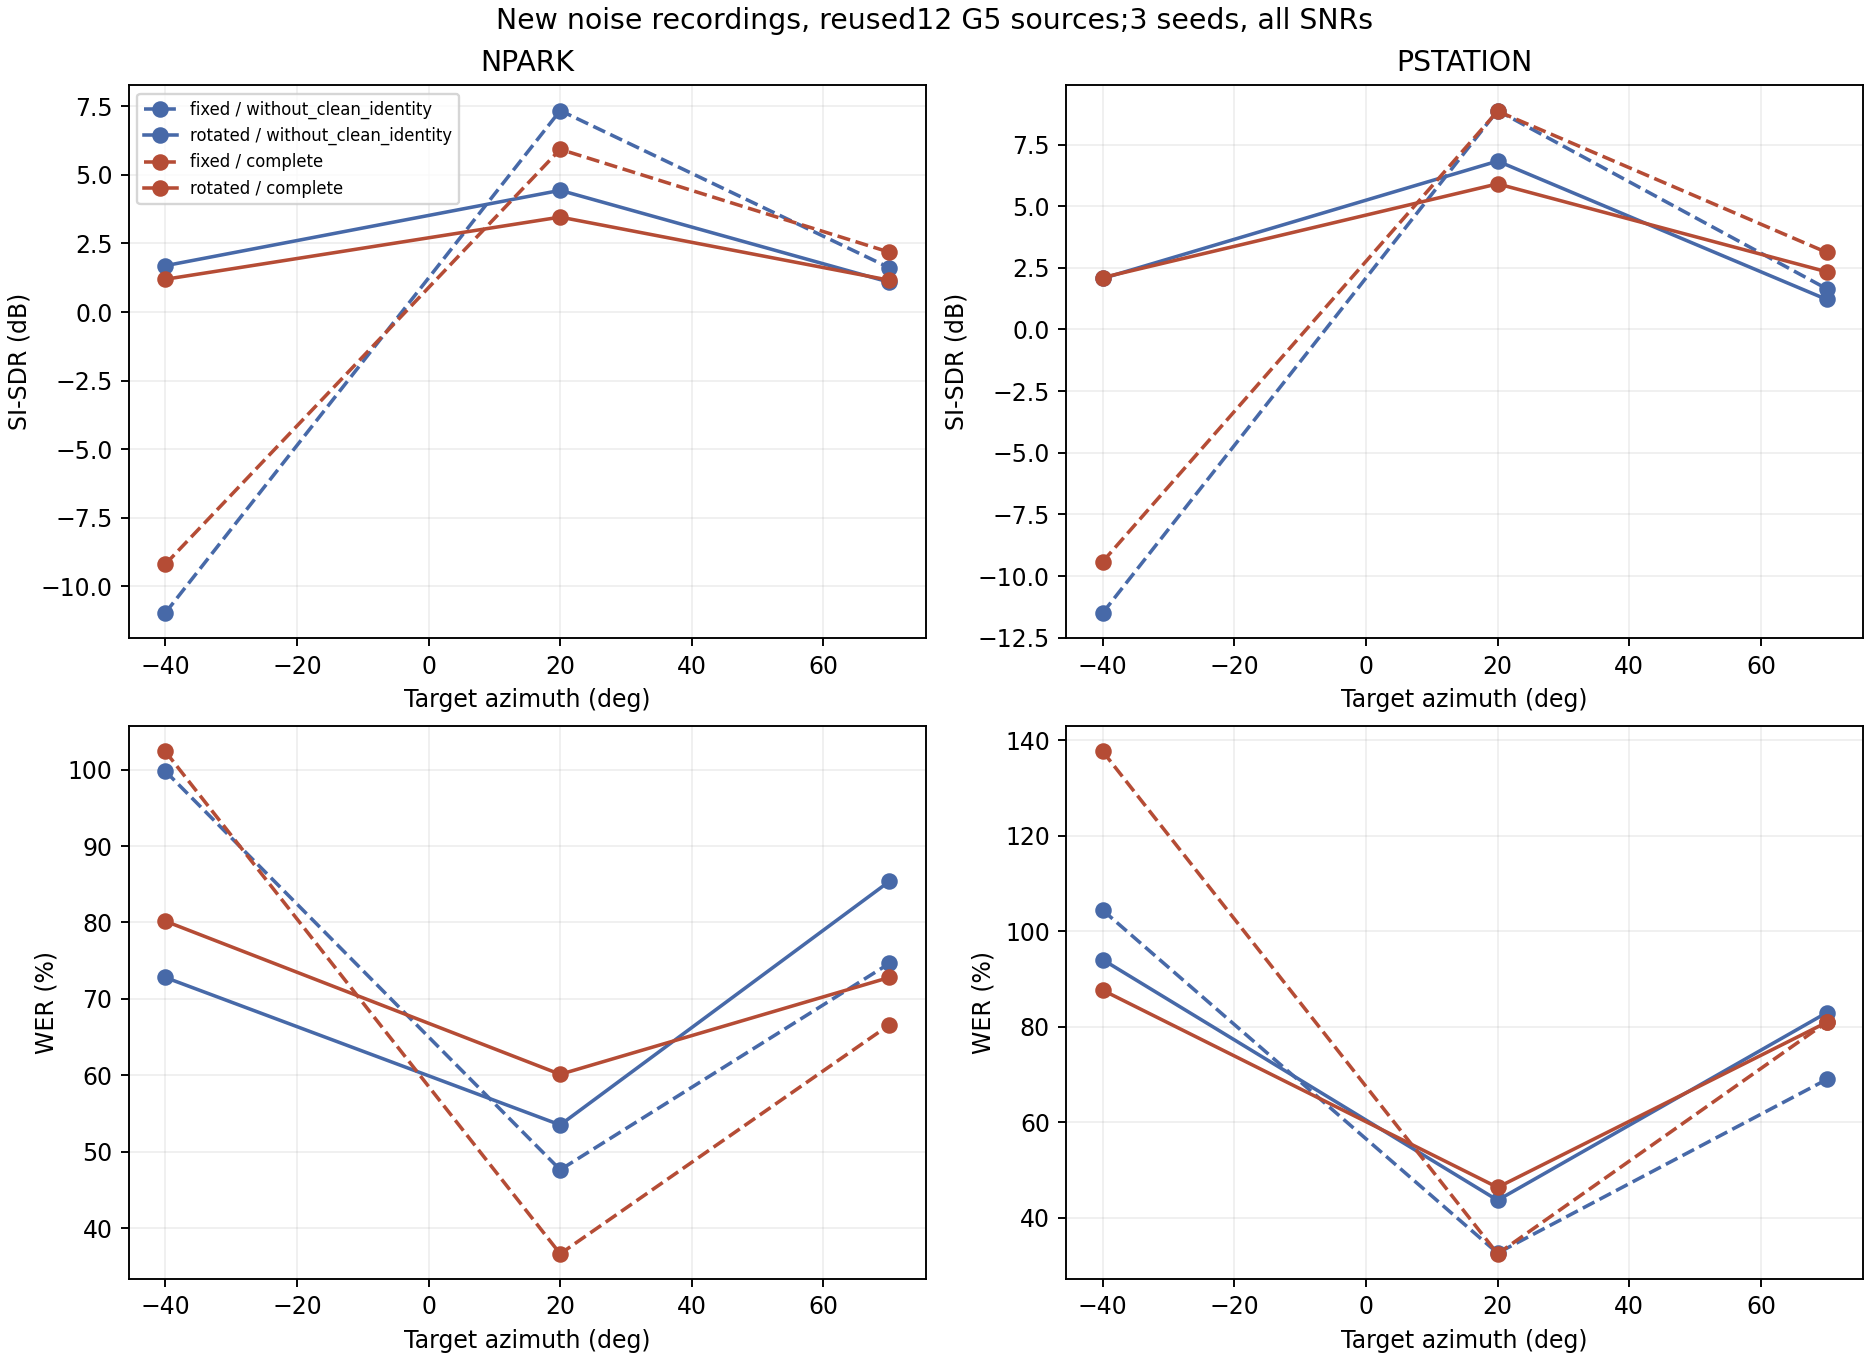 New noise recordings, reused12 G5 sources;3 seeds, all SNRs
NPARK
fixed / without_clean_identity
rotated / without_clean_identity
fixed / complete
rotated / complete
7.5
5.0
2.5
0.0
−2.5
−5.0
−7.5
−10.0
SI-SDR (dB)
−40 −20 0 20 40 60
Target azimuth (deg)
PSTATION
7.5
5.0
2.5
0.0
−2.5
−5.0
−7.5
−10.0
−12.5
SI-SDR (dB)
−40 −20 0 20 40 60
Target azimuth (deg)
100
90
80
70
60
50
40
WER (%)
−40 −20 0 20 40 60
Target azimuth (deg)
140
120
100
80
60
40
WER (%)
−40 −20 0 20 40 60
Target azimuth (deg)